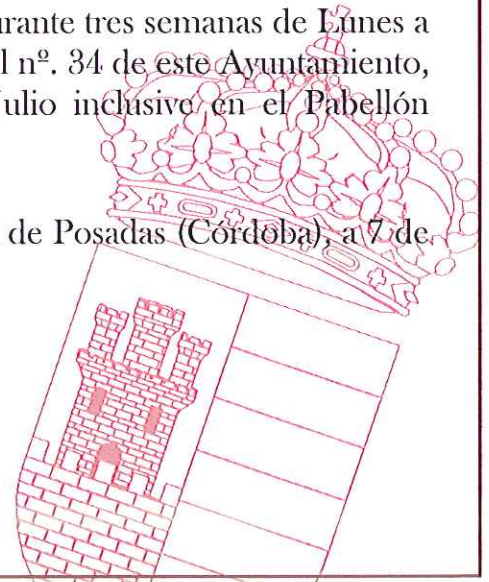 urante tres semanas de Lunes a
l nº. 34 de este Ayuntamiento,
ulio inclusive en el Pabellón
de Posadas (Córdoba), a 7 de